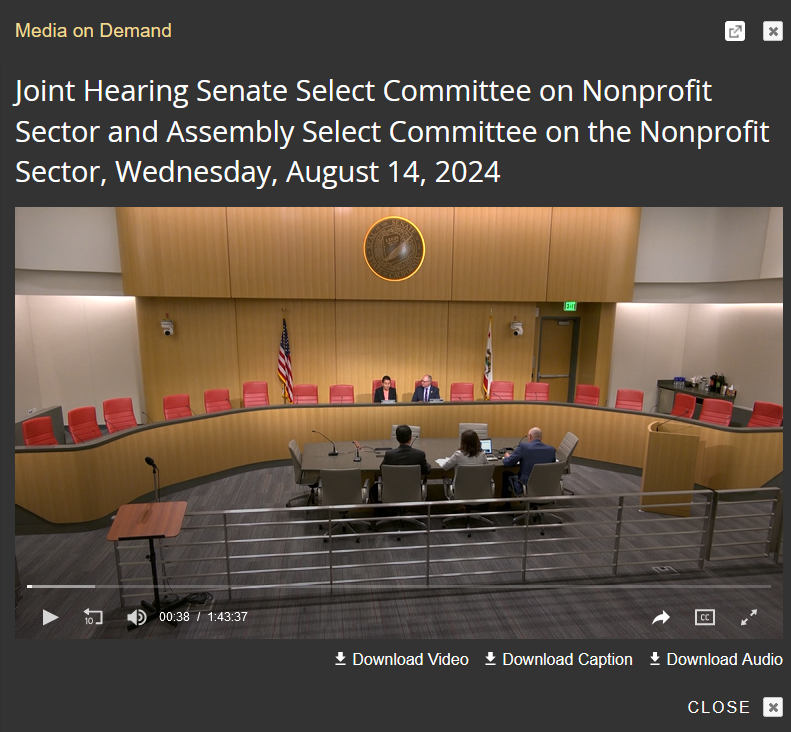 Media on Demand
Joint Hearing Senate Select Committee on Nonprofit
Sector and Assembly Select Committee on the Nonprofit
Sector, Wednesday, August 14, 2024
EXIT
10
00:38 / 1:43:37
CC
Download Video Download Caption Download Audio
CLOSE